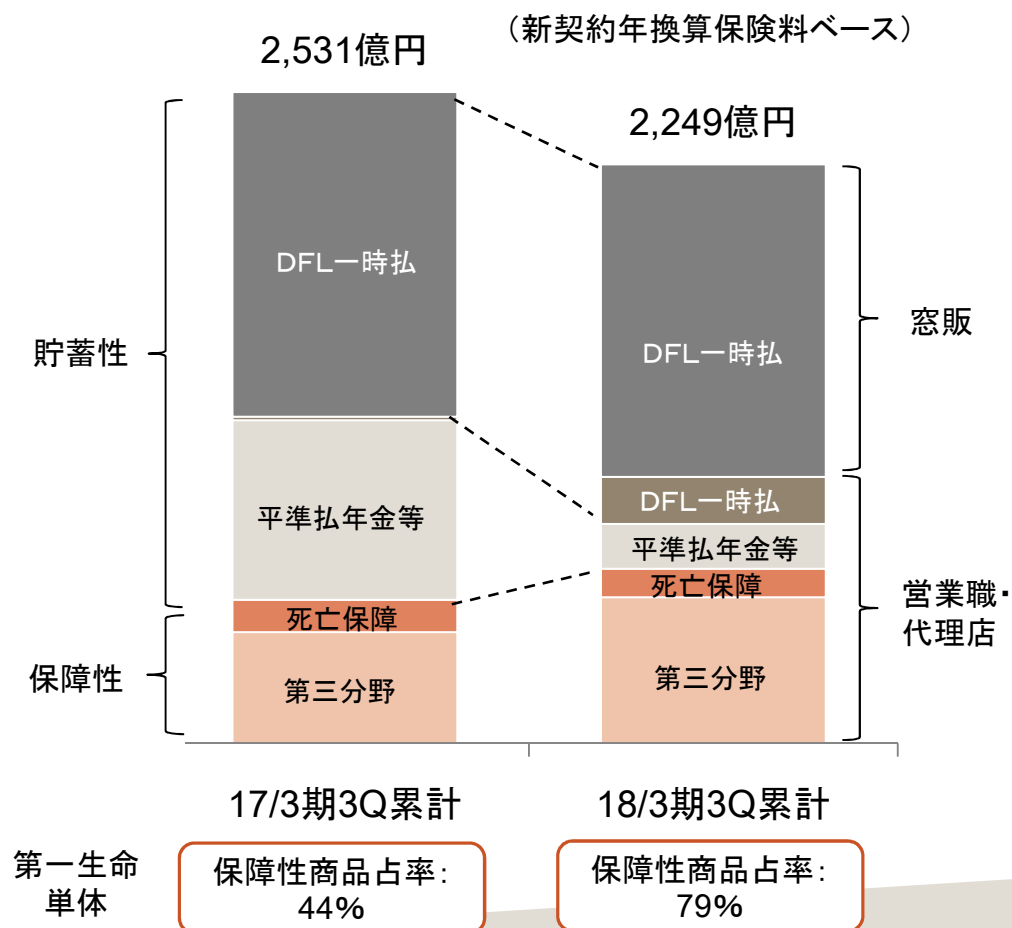 （新契約年換算保険料ベース）
2,531億円
2,249億円
貯蓄性
保障性
DFL一時払
平準払年金等
死亡保障
第三分野
DFL一時払
DFL一時払
平準払年金等
死亡保障
第三分野
窓販
営業職・
代理店
17/3期3Q累計
18/3期3Q累計
第一生命
単体
保障性商品占率：
44%
保障性商品占率：
79%